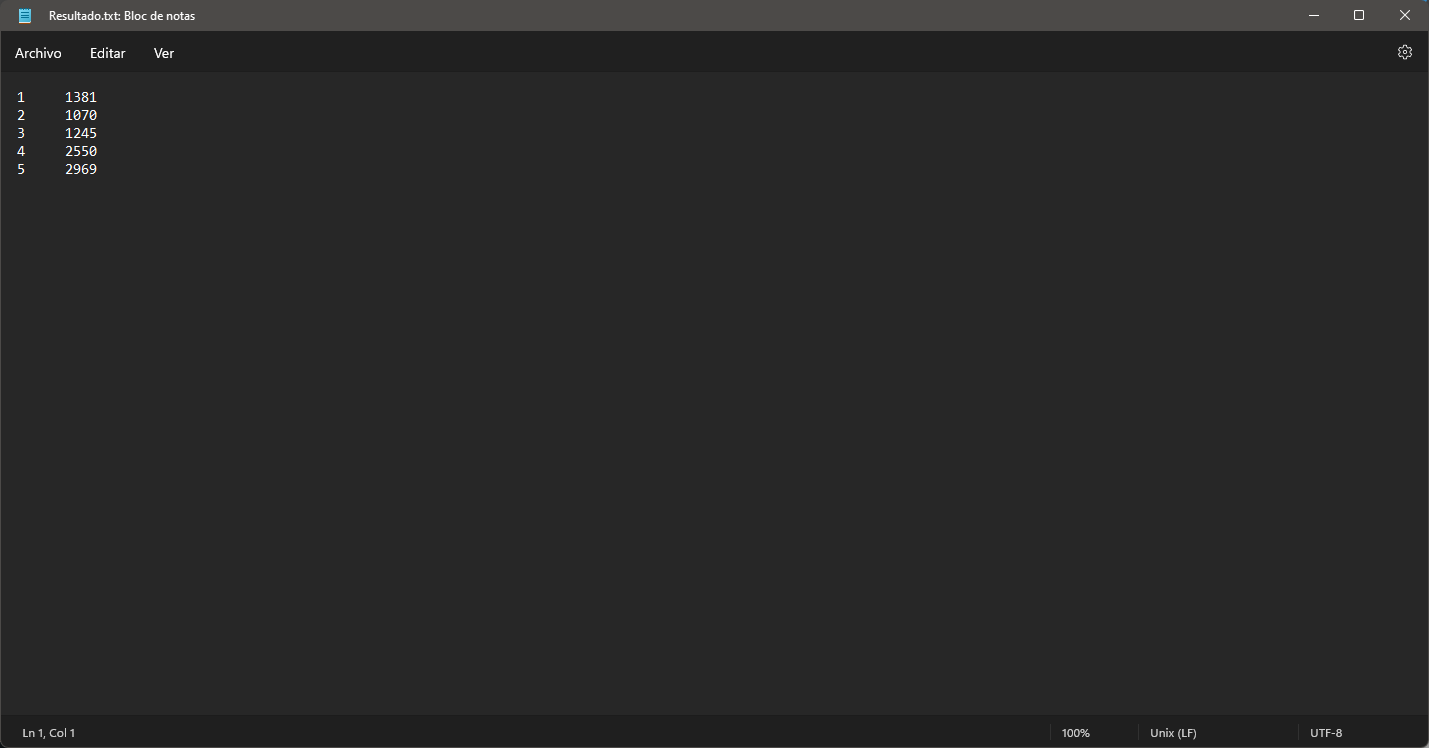 Resultado.txt: Bloc de notas
Archivo Editar Ver
1 1381
2 1070
3 1245
4 2550
5 2969
Ln 1, Col 1 100% Unix (LF) UTF-8